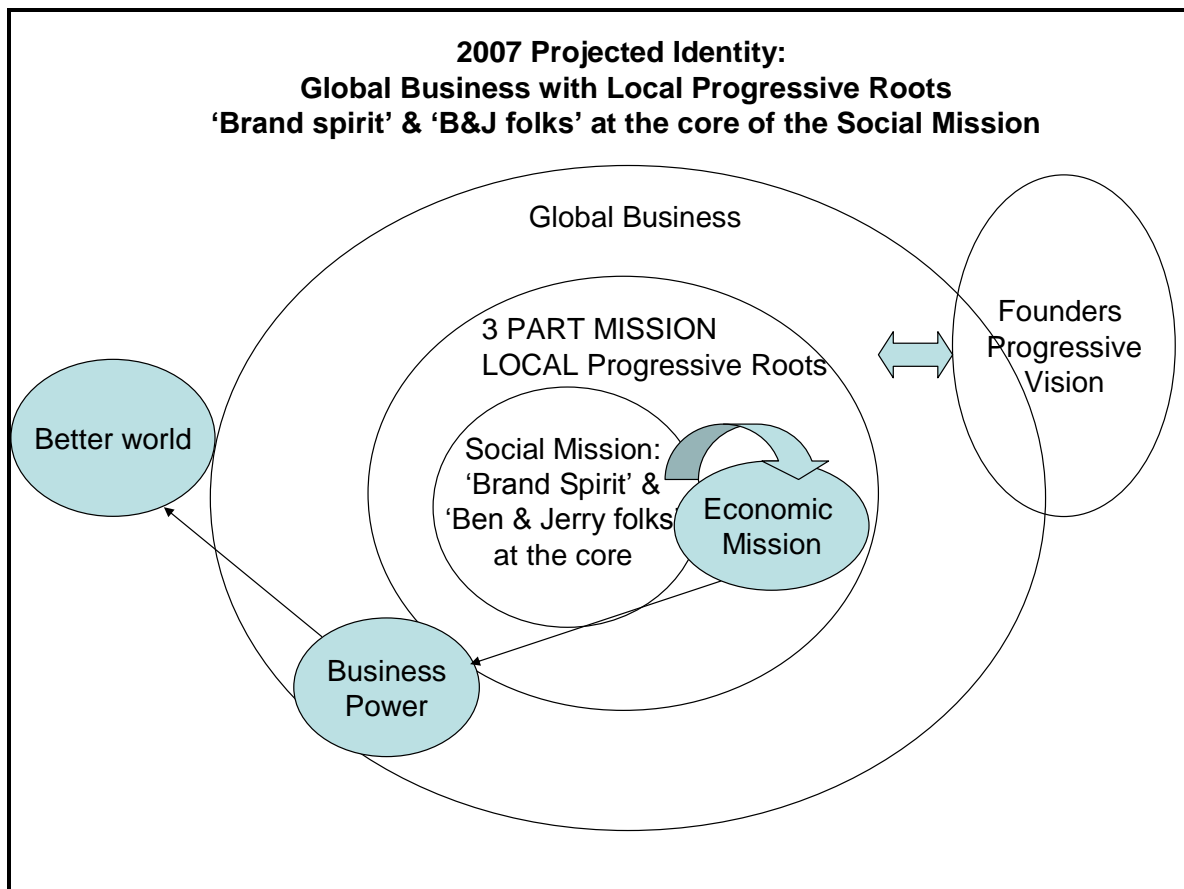 2007 Projected Identity:
Global Business with Local Progressive Roots
‘Brand spirit’ & ‘B&J folks’ at the core of the Social Mission
Global Business
3 PART MISSION
LOCAL Progressive Roots
Founders
Progressive
Vision
Better world
Social Mission:
‘Brand Spirit’ &
‘Ben & Jerry folks’
at the core
Economic
Mission
Business
Power